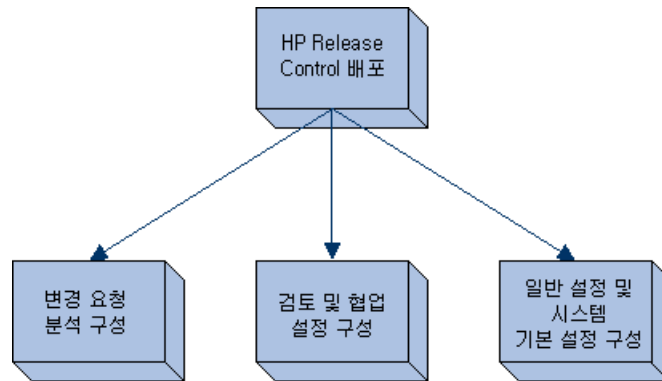 HP Release
Control 배포
변경 요청
분석 구성
검토 및 협업
설정 구성
일반 설정 및
시스템
기본 설정 구성